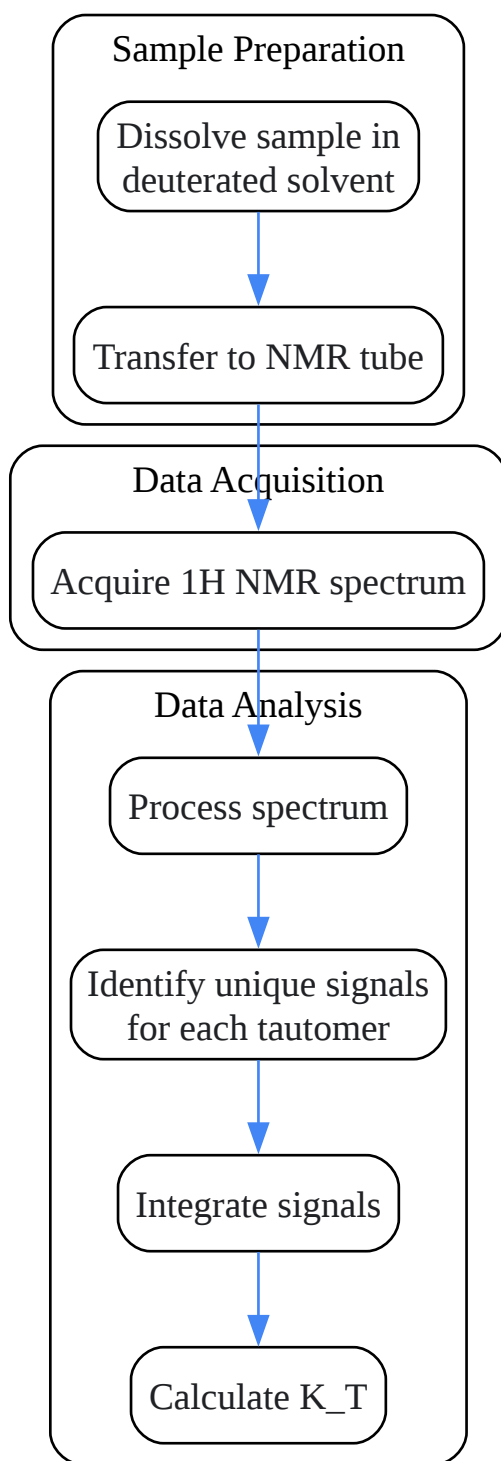 Sample Preparation
Dissolve sample in
deuterated solvent
Transfer to NMR tube
Data Acquisition
Acquire 1H NMR spectrum
Data Analysis
Process spectrum
Identify unique signals
for each tautomer
Integrate signals
Calculate K_T